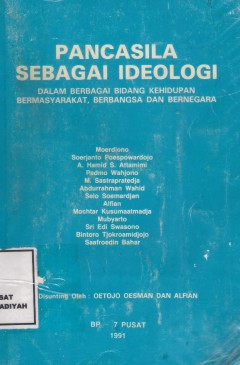 PANCASILA
SEBAGAI IDEOLOGI
DALAM BERBAGAI BIDANG KEHIDUPAN
BERMASYARAKAT, BERBANGSA DAN BERNEGARA
Moerdiono
Soerjanto Poespowardojo
A. Hamid S. Attamimi
Padmo Wahjono
M. Sastrapratedja
Abdurrahman Wahid
Selo Soemardjan
Alfian
Mochtar Kusumaatmadja
Mubyarto
Sri Edi Swasono
Bintoro Tjokroamidjojo
Saafroedin Bahar
Disunting Oleh : OETOJO OESMAN DAN ALFIAN
BP - 7 PUSAT
1991
SAT
ADIYAH